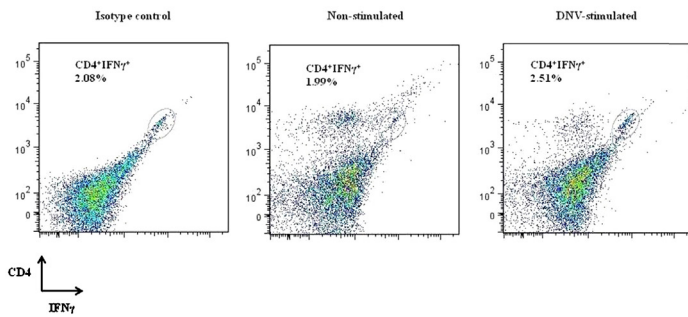 Isotype control
Non-stimulated
DNV-stimulated
CD4⁺IFNγ⁺
2.08%
10⁵
10⁴
10³
10²
0
CD4⁺IFNγ⁺
1.99%
10⁵
10⁴
10³
10²
0
CD4⁺IFNγ⁺
2.51%
10⁵
10⁴
10³
10²
0
CD4
IFNγ